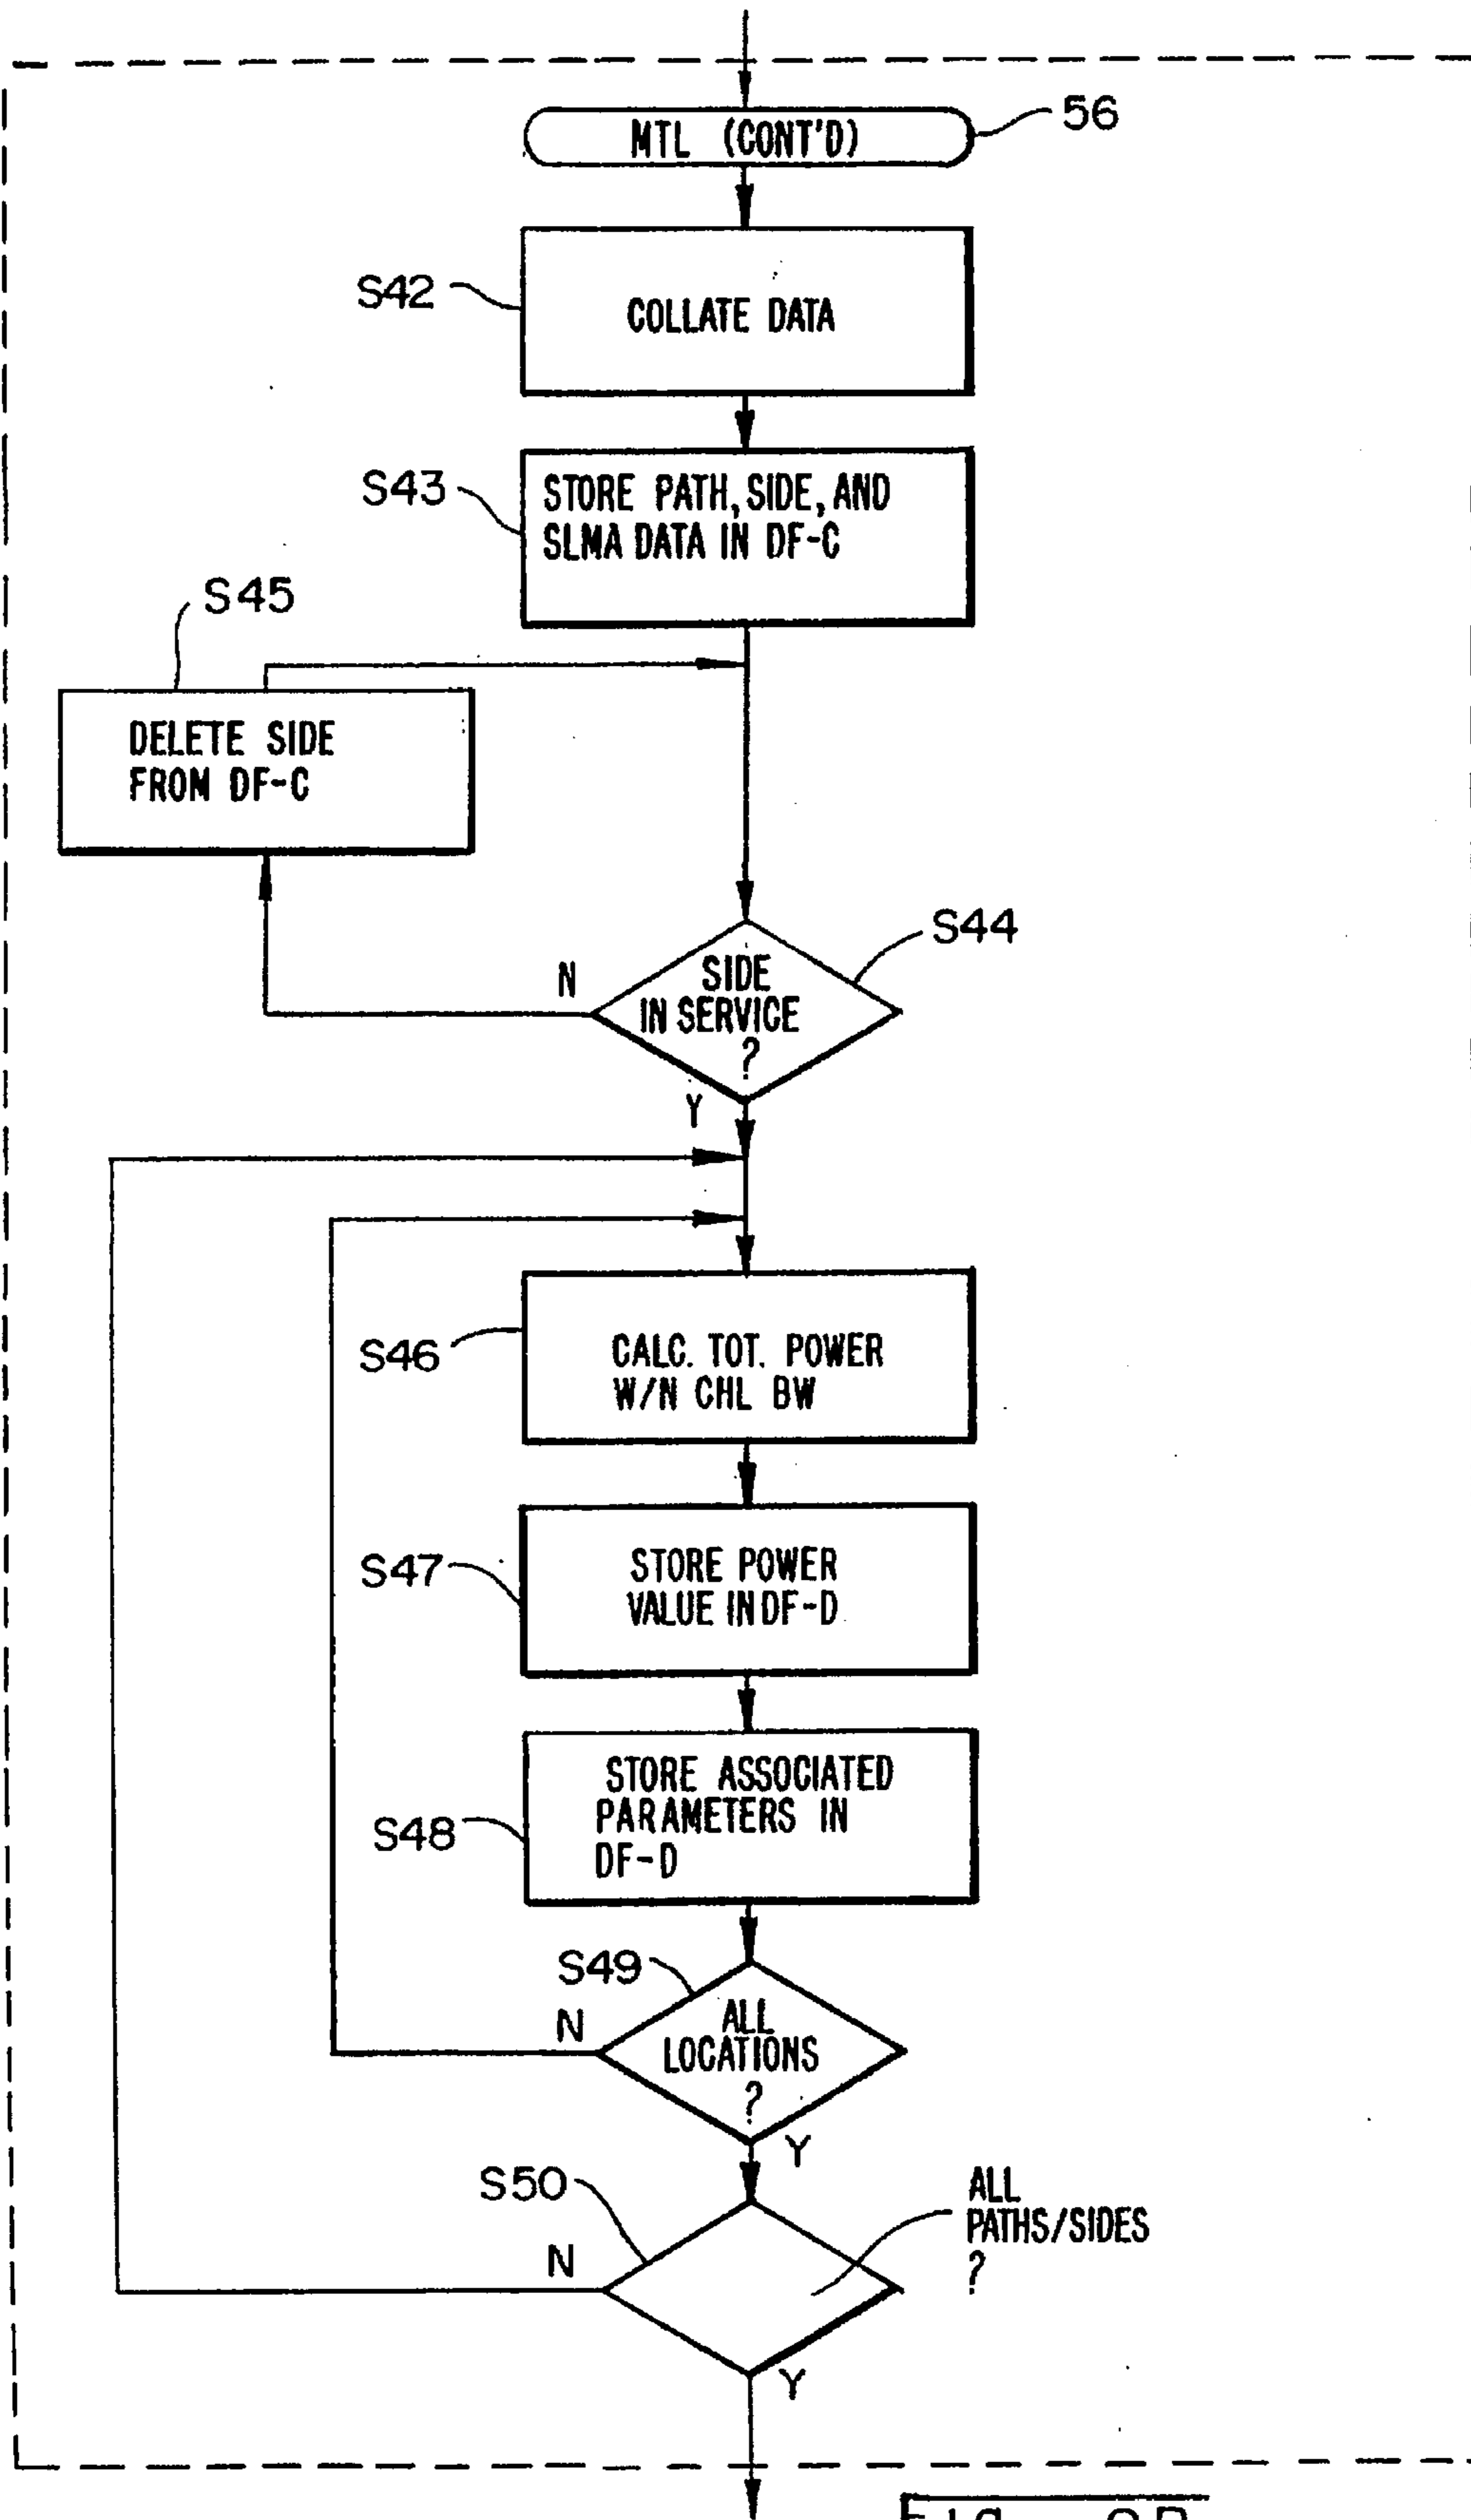 MTL (CONT'D)
56
S42
COLLATE DATA
S43
STORE PATH, SIDE, AND
SLMA DATA IN DF-C
S45
DELETE SIDE
FROM DF-C
S44
N
SIDE
IN SERVICE
?
Y
S46
CALC. TOT. POWER
W/N CHL BW
S47
STORE POWER
VALUE IN DF-D
S48
STORE ASSOCIATED
PARAMETERS IN
DF-D
S49
N
ALL
LOCATIONS
?
Y
S50
N
ALL
PATHS/SIDES
?
Y